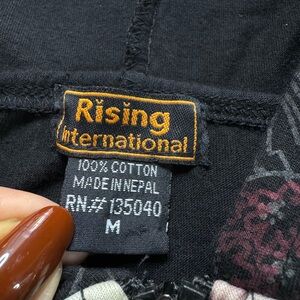 Rising
international
100% COTTON
MADE IN NEPAL
RN# 135040
M